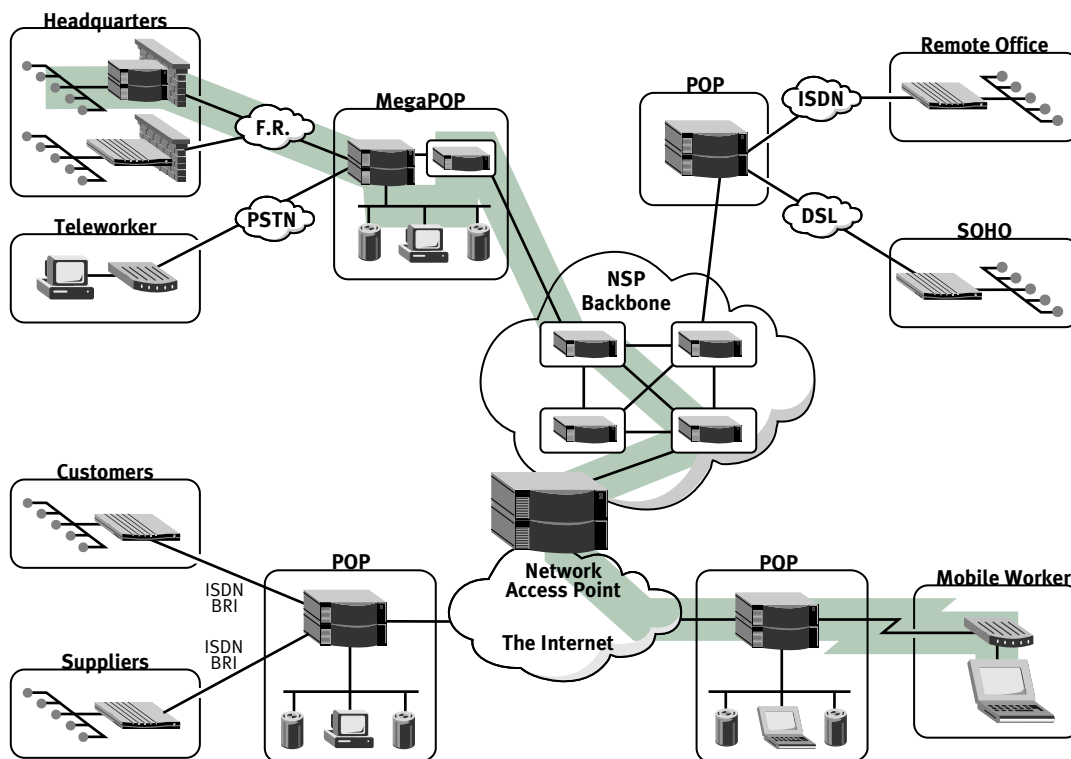 Headquarters
F.R.
MegaPOP
POP
ISDN
Remote Office
Teleworker
PSTN
DSL
SOHO
NSP
Backbone
Customers
ISDN
BRI
POP
Network
Access Point
POP
Mobile Worker
Suppliers
ISDN
BRI
The Internet